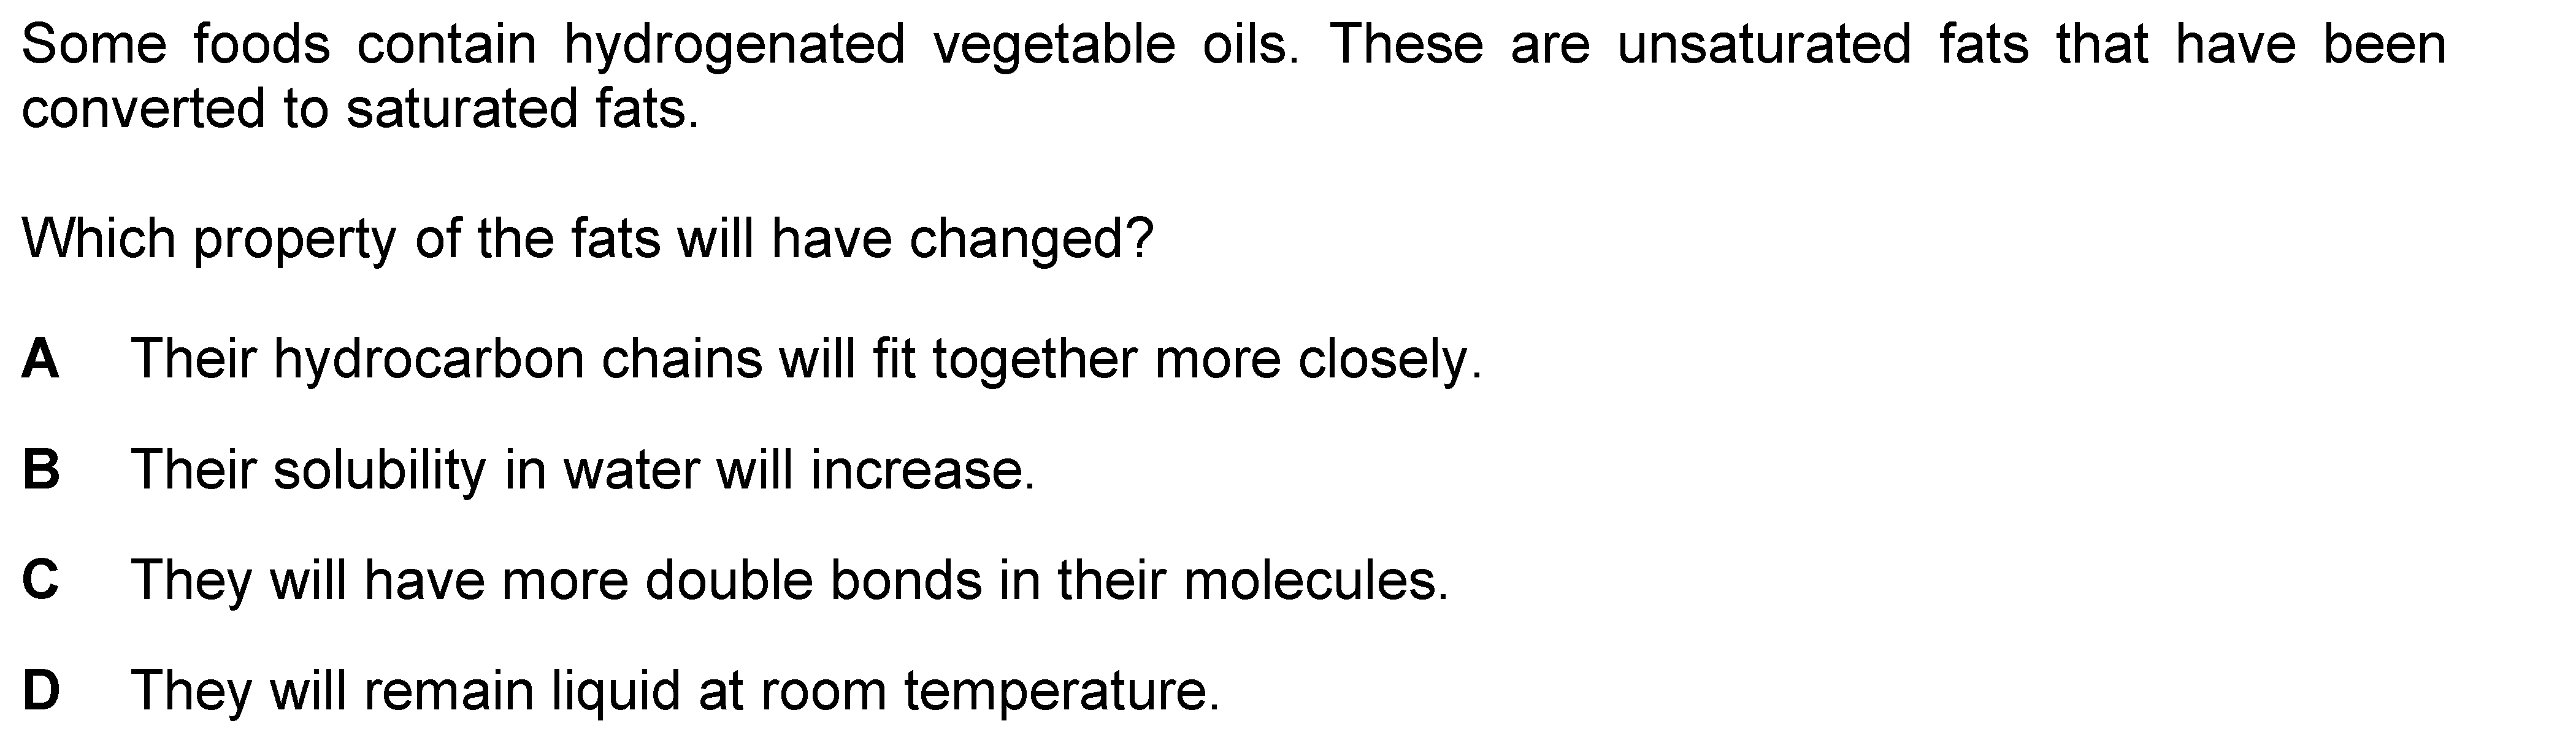 Some foods contain hydrogenated vegetable oils. These are unsaturated fats that have been
converted to saturated fats.
Which property of the fats will have changed?
A Their hydrocarbon chains will fit together more closely.
B Their solubility in water will increase.
C They will have more double bonds in their molecules.
D They will remain liquid at room temperature.